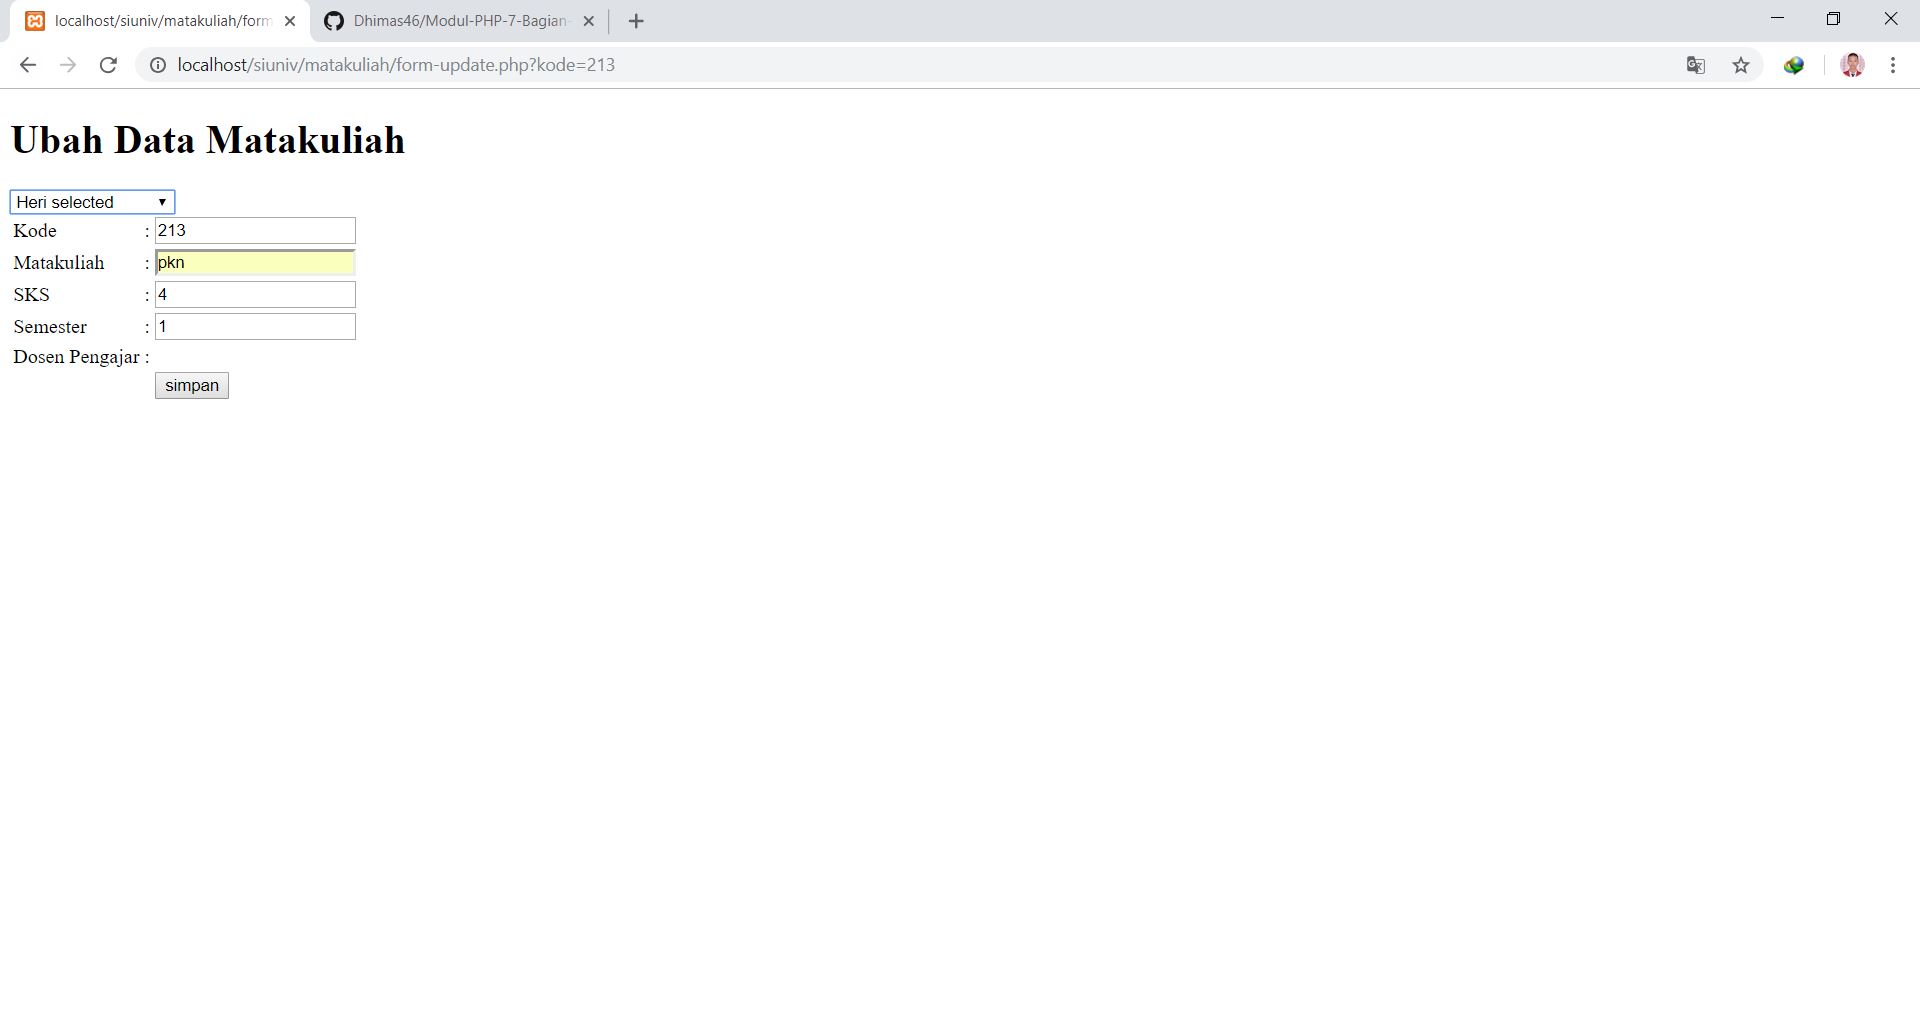 localhost/siuniv/matakuliah/form
Dhimas46/Modul-PHP-7-Bagian-
localhost/siuniv/matakuliah/form-update.php?kode=213
Ubah Data Matakuliah
Heri selected
Kode : 213
Matakuliah : pkn
SKS : 4
Semester : 1
Dosen Pengajar :
simpan